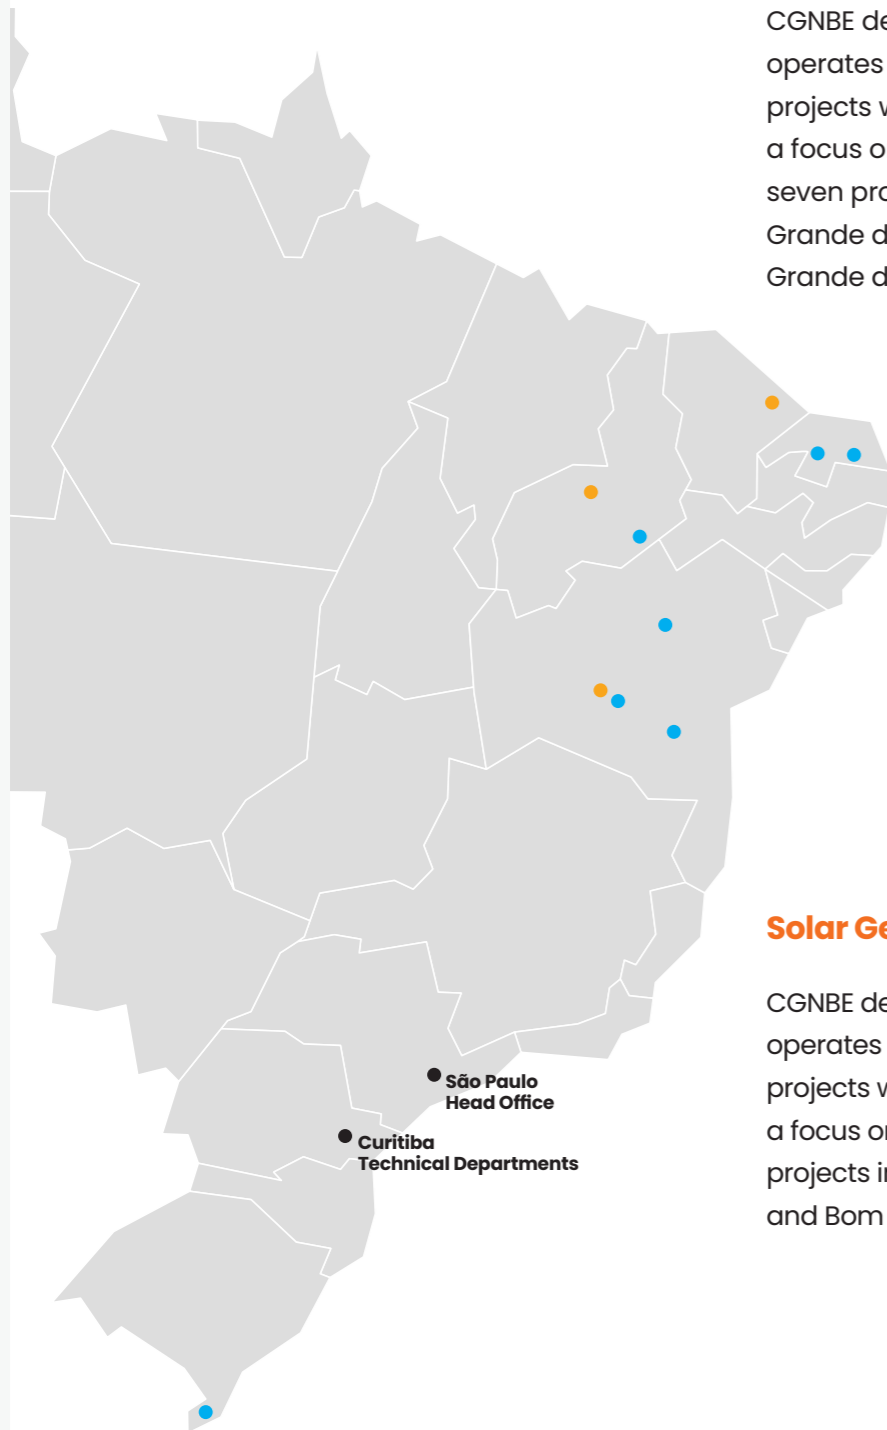 CGNBE de
operates
projects w
a focus o
seven pro
Grande d
Grande d
São Paulo
Head Office
Curitiba
Technical Departments
Solar Ge
CGNBE de
operates
projects w
a focus on
projects in
and Bom